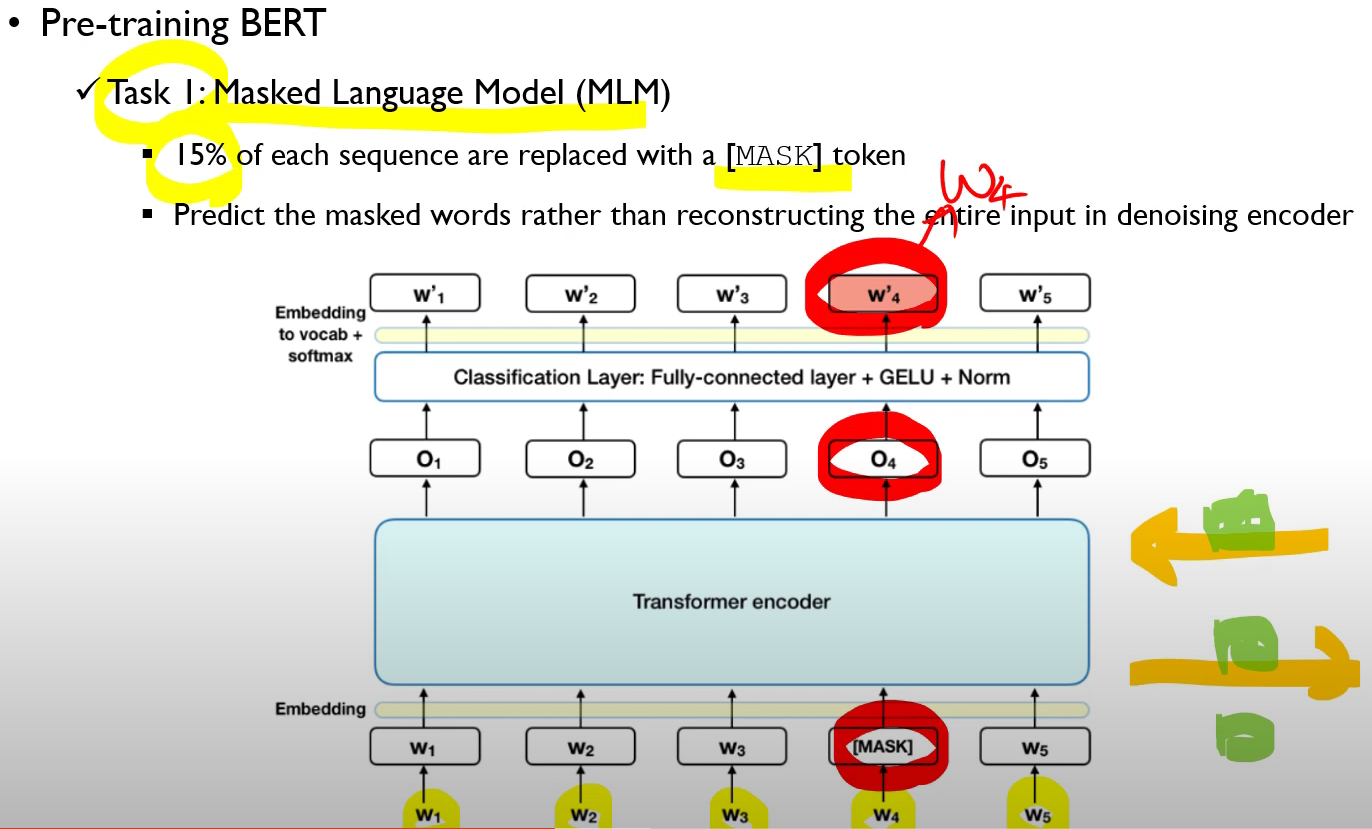 • Pre-training BERT
✓ Task 1: Masked Language Model (MLM)
▪ 15% of each sequence are replaced with a [MASK] token
W4
▪ Predict the masked words rather than reconstructing the entire input in denoising encoder
w'1 w'2 w'3 w'4 w'5
Embedding
to vocab +
softmax
Classification Layer: Fully-connected layer + GELU + Norm
O1 O2 O3 O4 O5
Transformer encoder
Embedding
W1 W2 W3 [MASK] W5
W1 W2 W3 W4 W5